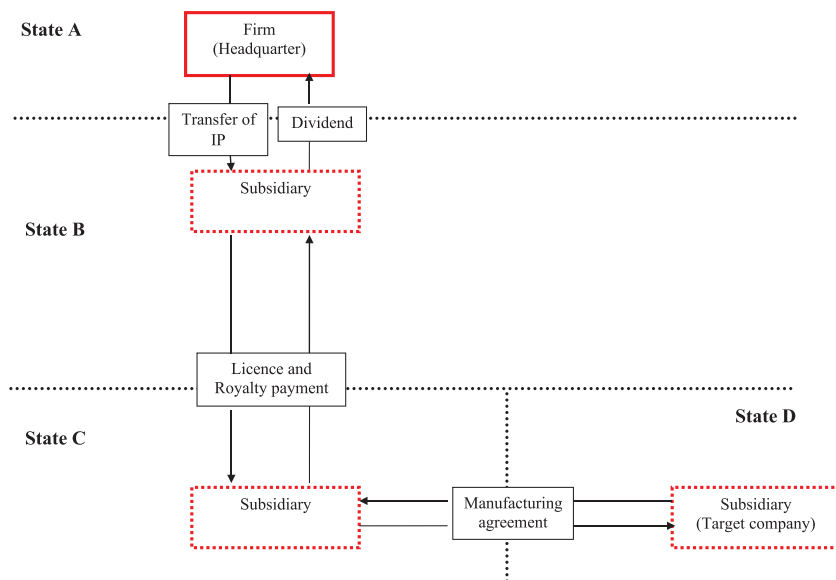 State A
Firm
(Headquarter)
Transfer of
IP
Dividend
Subsidiary
State B
Licence and
Royalty payment
State D
State C
Subsidiary
Manufacturing
agreement
Subsidiary
(Target company)